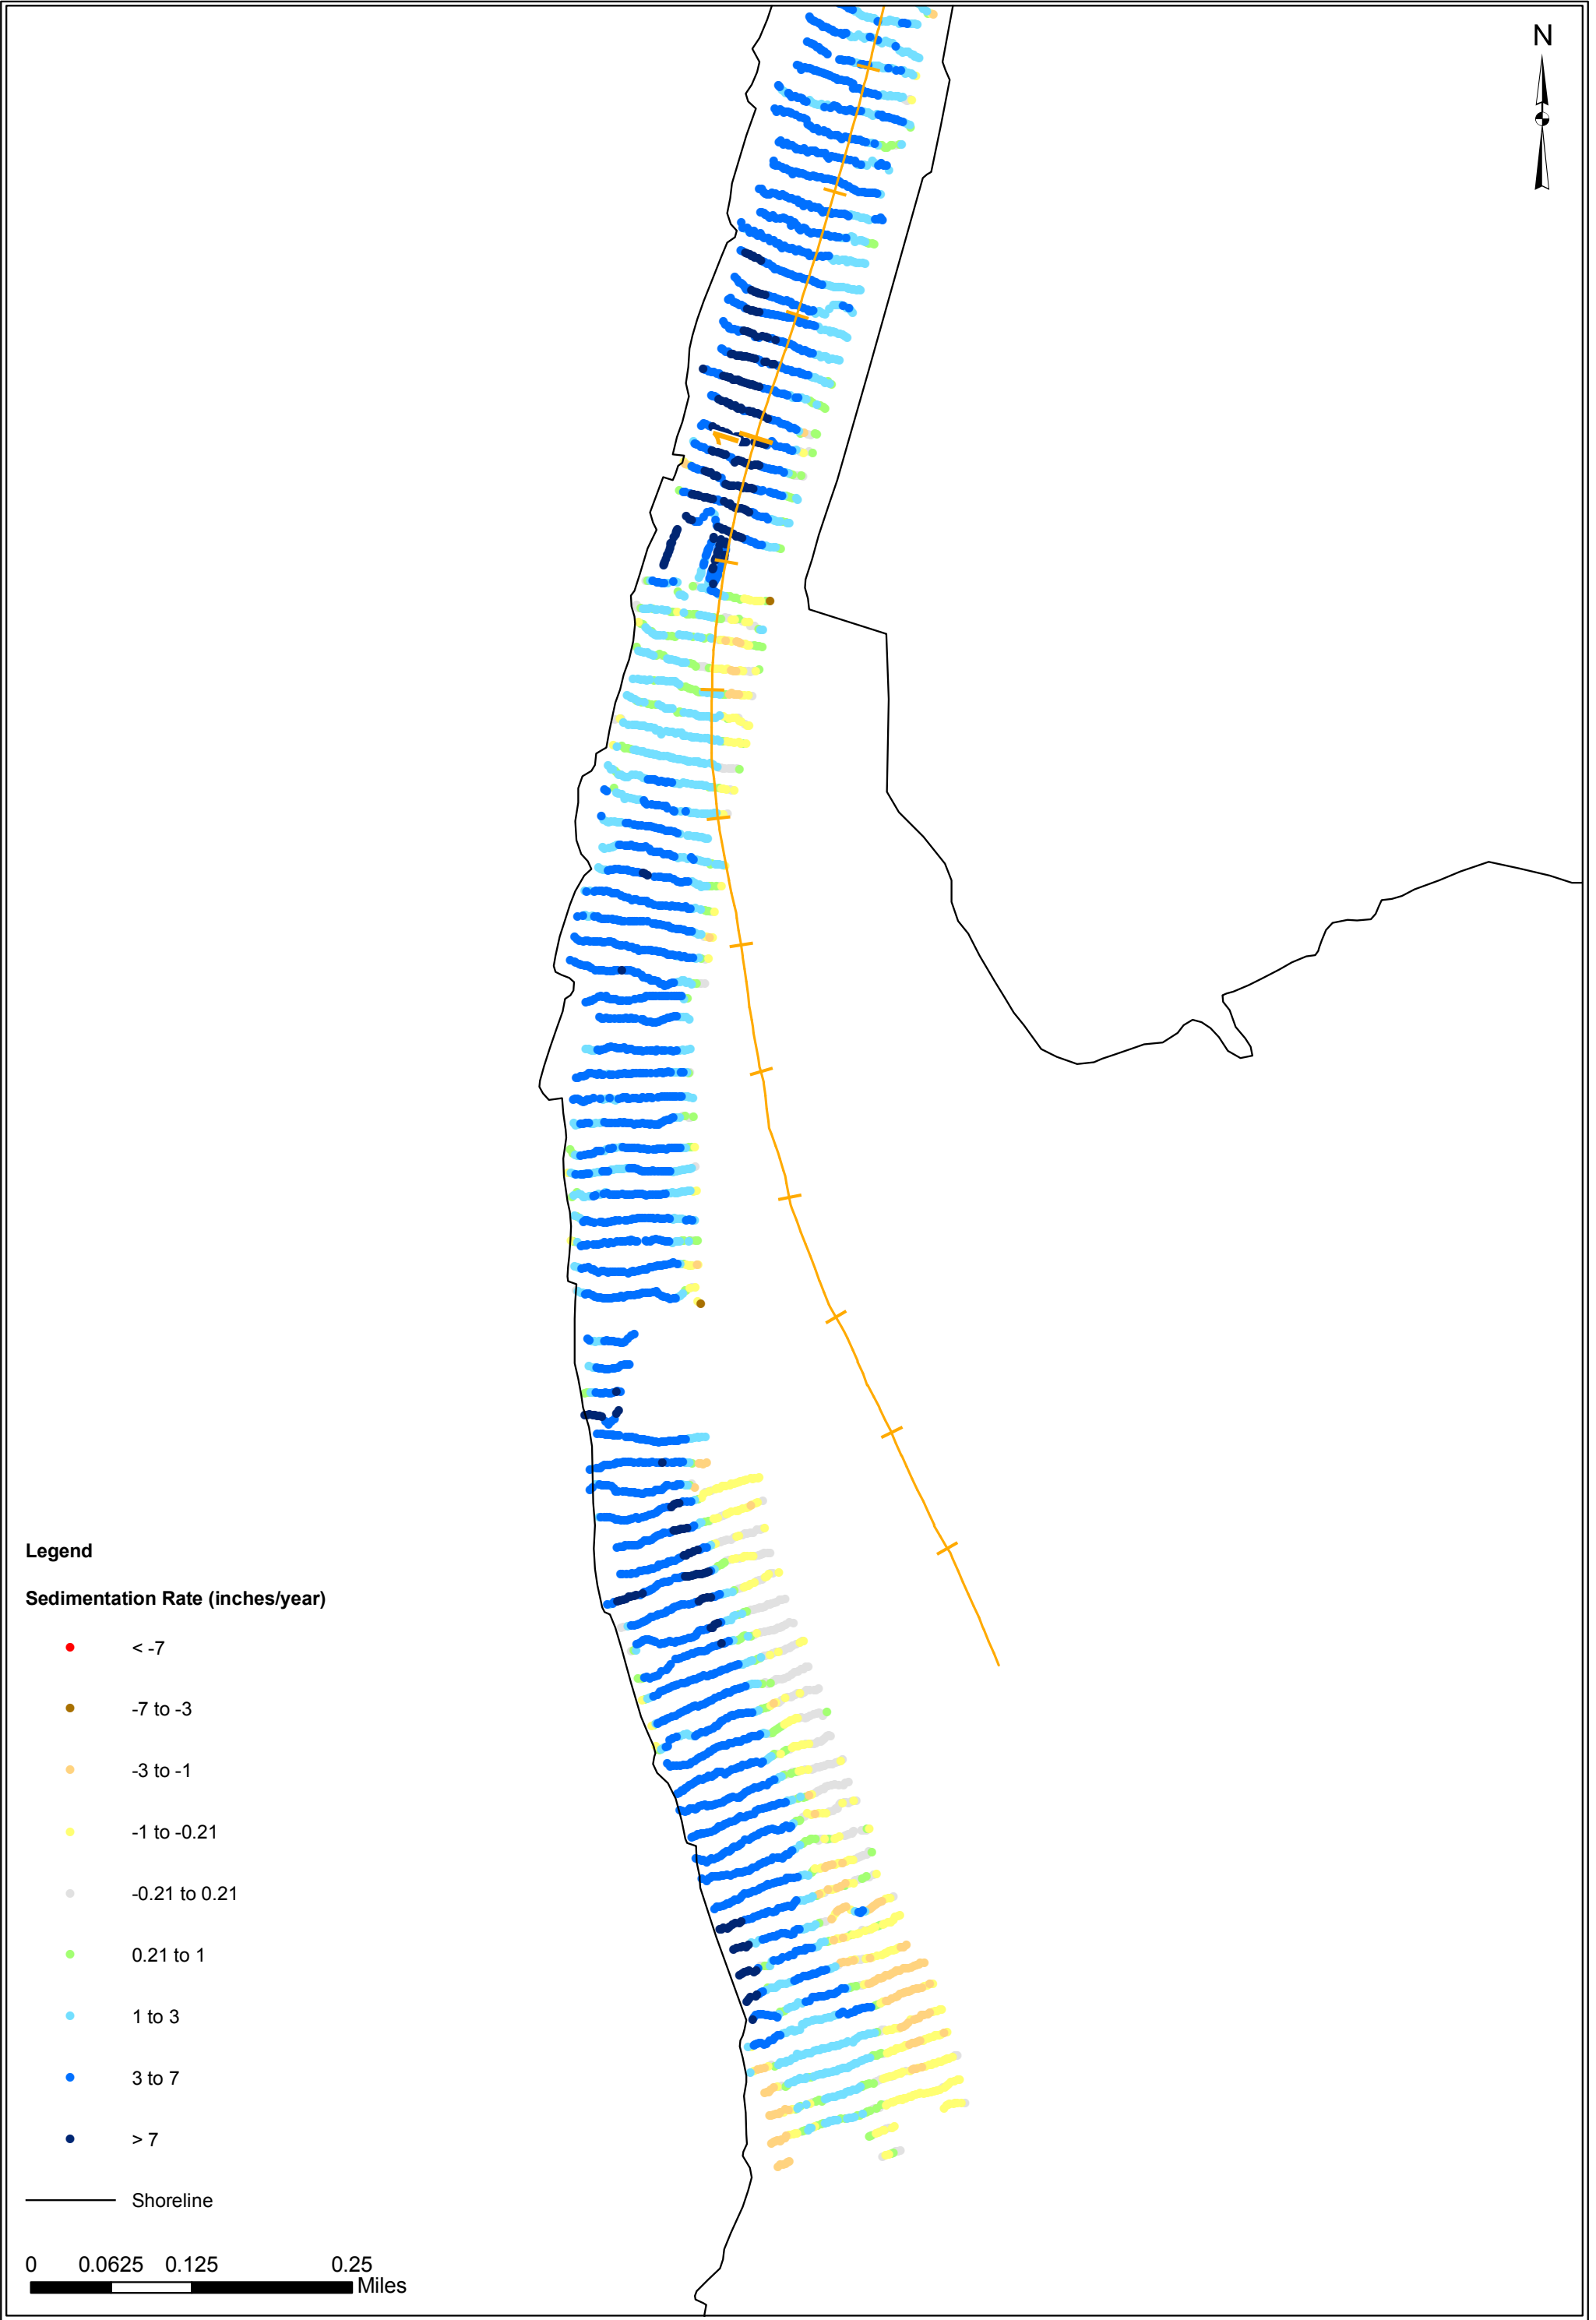 N
1
Legend
Sedimentation Rate (inches/year)
< -7
-7 to -3
-3 to -1
-1 to -0.21
-0.21 to 0.21
0.21 to 1
1 to 3
3 to 7
> 7
Shoreline
0 0.0625 0.125 0.25
Miles